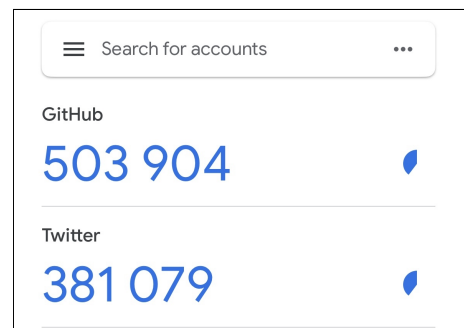 Search for accounts
GitHub
503 904
Twitter
381 079